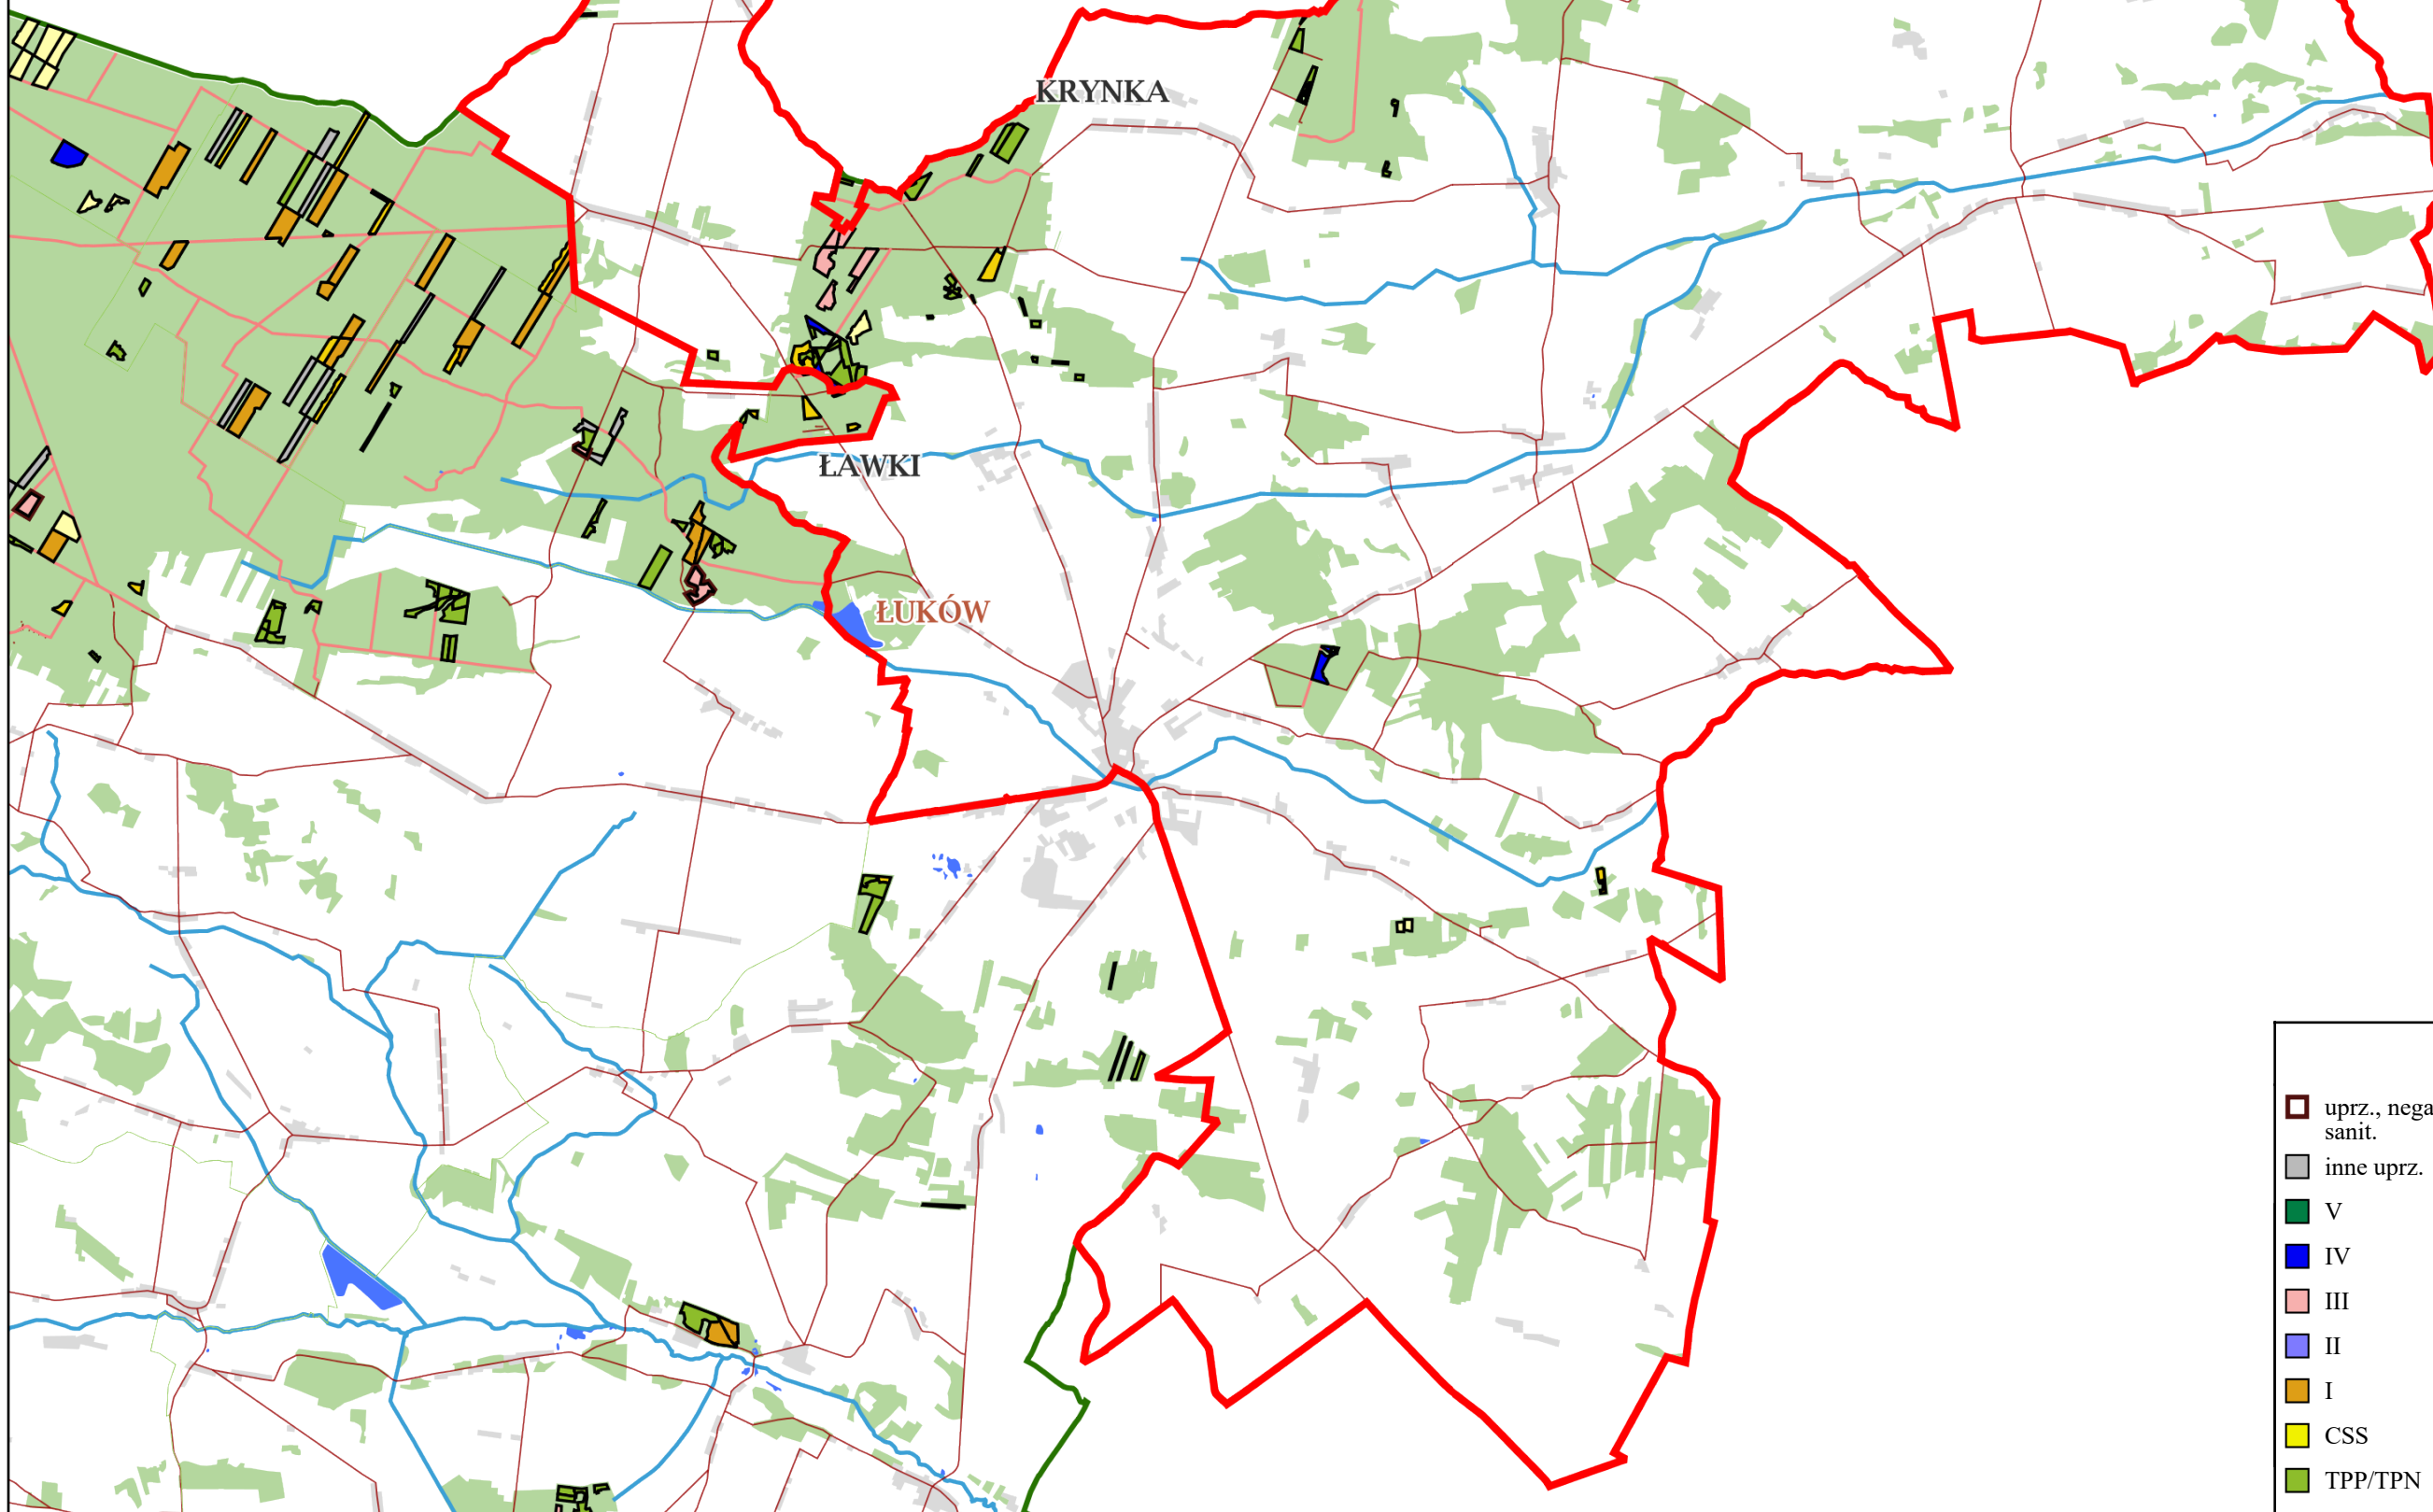 KRYNKA
ŁAWKI
ŁUKÓW
uprz., nega
sanit.
inne uprz.
V
IV
III
II
I
CSS
TPP/TPN